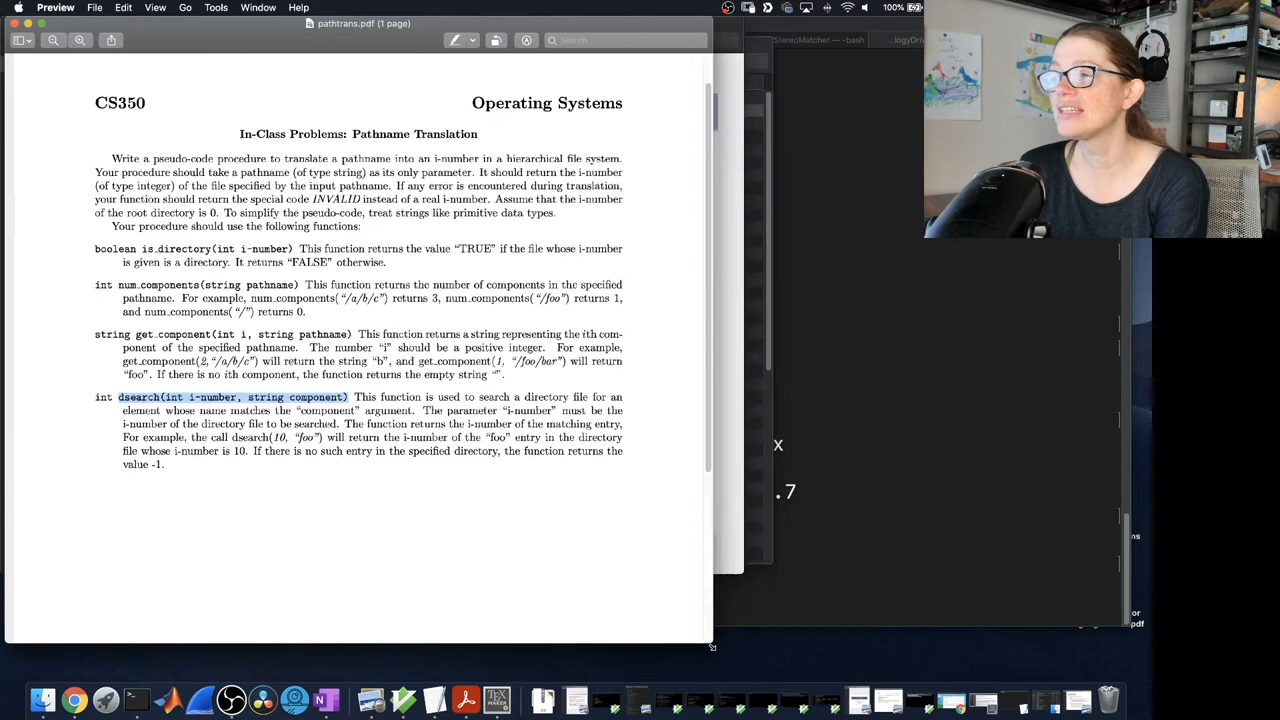 Preview File Edit View Go Tools Window Help
100%
pathtrans.pdf (1 page)
Search
StereoMatcher — -bash
...logyDriv
CS350
Operating Systems
In-Class Problems: Pathname Translation
Write a pseudo-code procedure to translate a pathname into an i-number in a hierarchical file system.
Your procedure should take a pathname (of type string) as its only parameter. It should return the i-number
(of type integer) of the file specified by the input pathname. If any error is encountered during translation,
your function should return the special code INVALID instead of a real i-number. Assume that the i-number
of the root directory is 0. To simplify the pseudo-code, treat strings like primitive data types.
Your procedure should use the following functions:
boolean is_directory(int i-number) This function returns the value “TRUE” if the file whose i-number
is given is a directory. It returns “FALSE” otherwise.
int num_components(string pathname) This function returns the number of components in the specified
pathname. For example, num_components(“/a/b/c”) returns 3, num_components(“/foo”) returns 1,
and num_components(“/”) returns 0.
string get_component(int i, string pathname) This function returns a string representing the ith com-
ponent of the specified pathname. The number “i” should be a positive integer. For example,
get_component(2,“/a/b/c”) will return the string “b”, and get_component(1, “/foo/bar”) will return
“foo”. If there is no ith component, the function returns the empty string “”.
int dsearch(int i-number, string component) This function is used to search a directory file for an
element whose name matches the “component” argument. The parameter “i-number” must be the
i-number of the directory file to be searched. The function returns the i-number of the matching entry,
For example, the call dsearch(10, “foo”) will return the i-number of the “foo” entry in the directory
file whose i-number is 10. If there is no such entry in the specified directory, the function returns the
value -1.
x
.7
ms
or
pdf